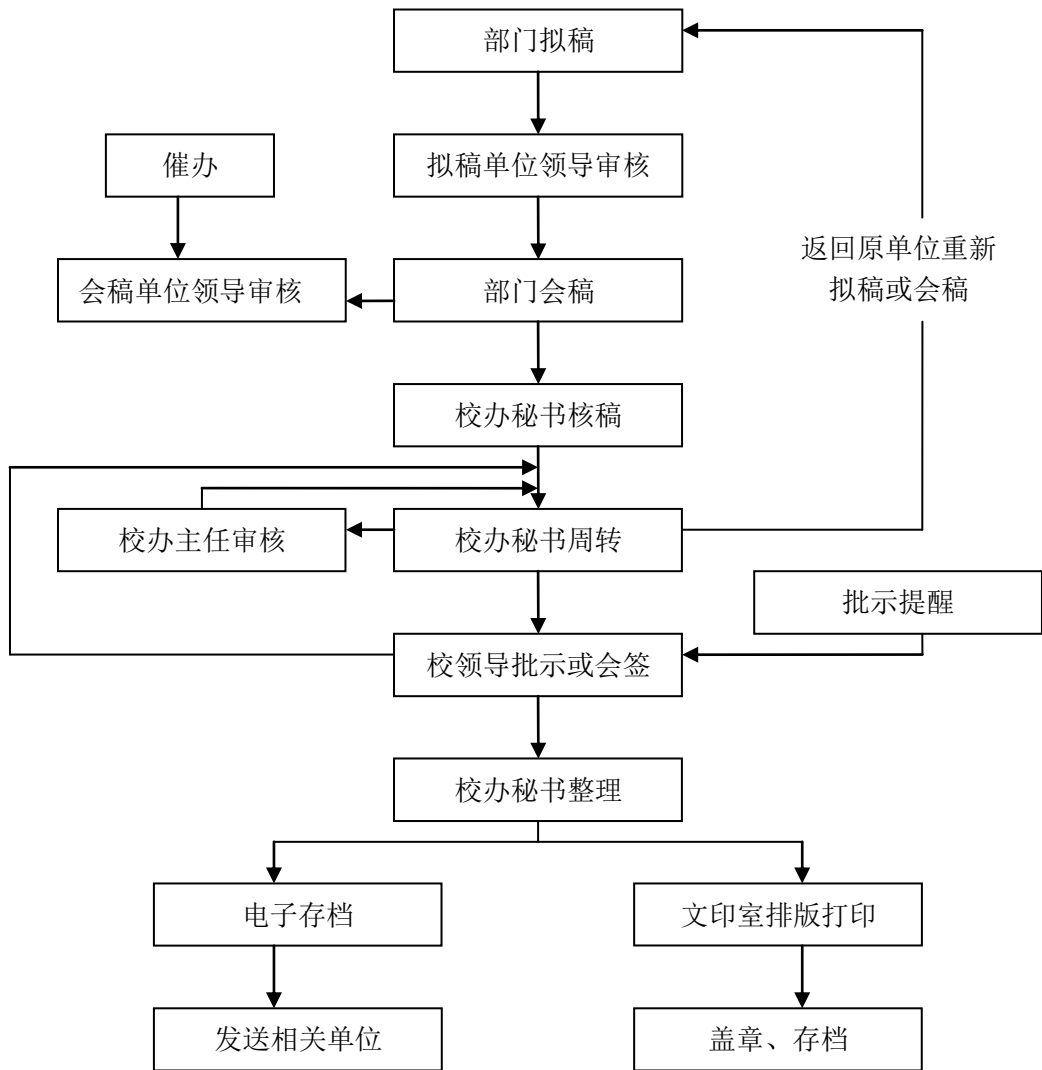 部门拟稿
催办
拟稿单位领导审核
返回原单位重新
拟稿或会稿
会稿单位领导审核
部门会稿
校办秘书核稿
校办主任审核
校办秘书周转
批示提醒
校领导批示或会签
校办秘书整理
电子存档
文印室排版打印
发送相关单位
盖章、存档